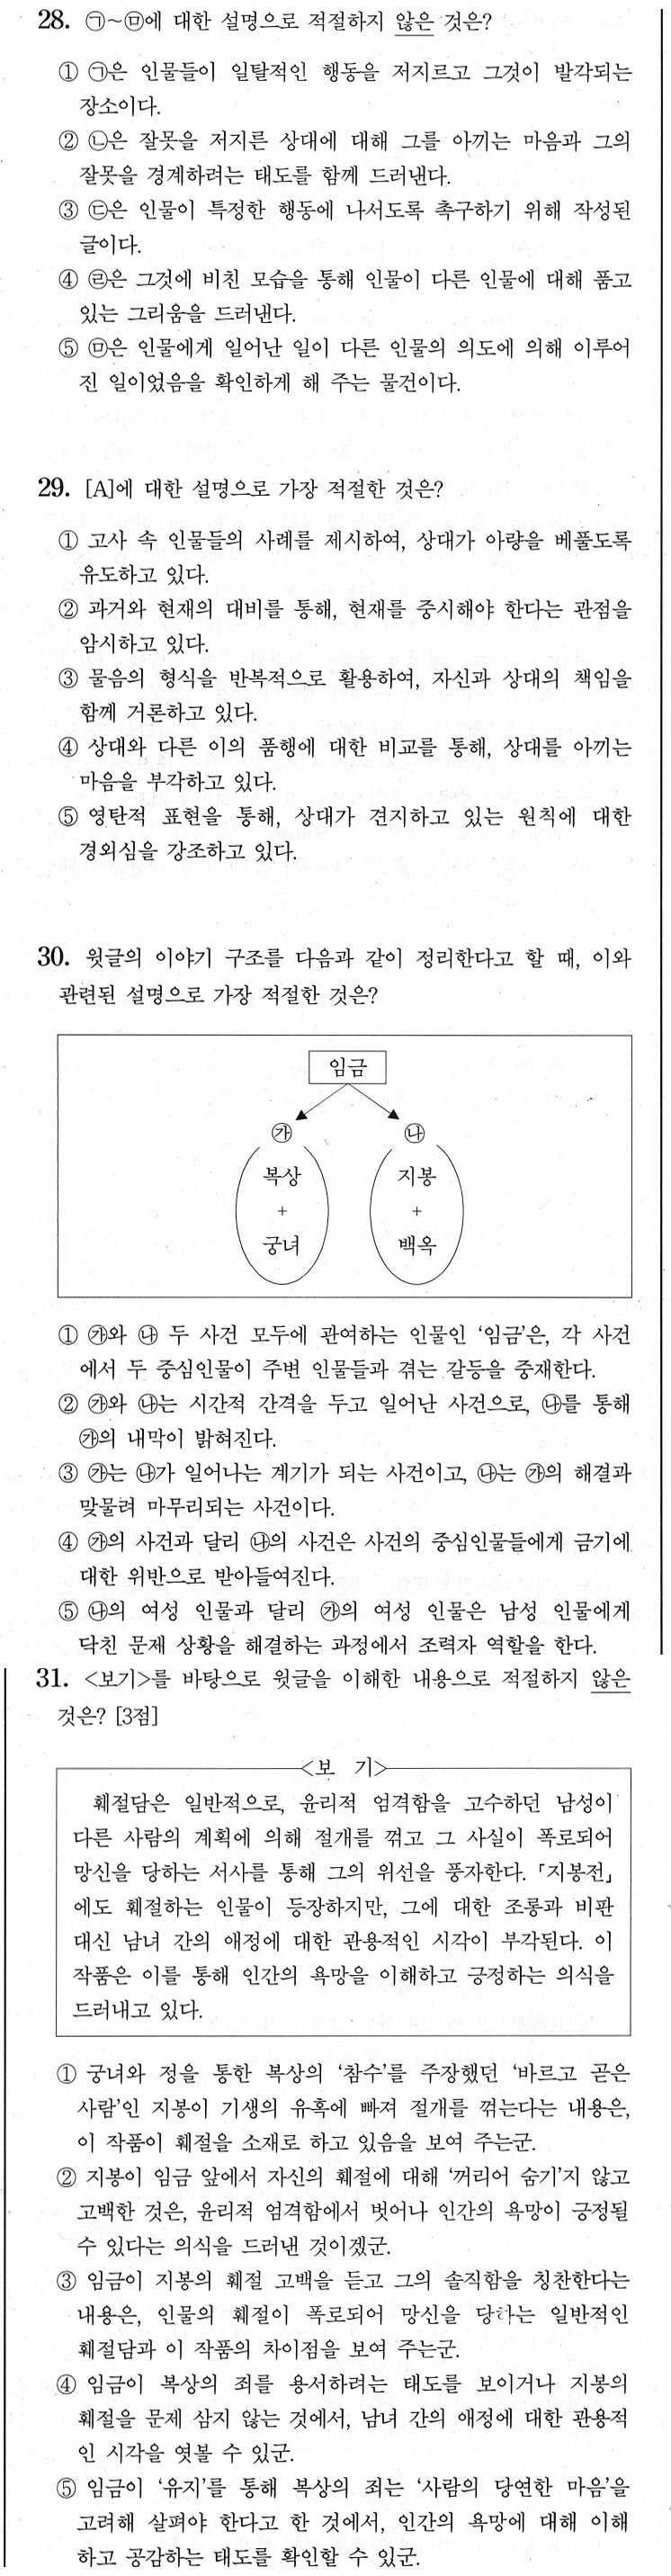 28. ㉠~㉤에 대한 설명으로 적절하지 않은 것은?
① ㉠은 인물들이 일탈적인 행동을 저지르고 그것이 발각되는
장소이다.
② ㉡은 잘못을 저지른 상대에 대해 그를 아끼는 마음과 그의
잘못을 경계하려는 태도를 함께 드러낸다.
③ ㉢은 인물이 특정한 행동에 나서도록 촉구하기 위해 작성된
글이다.
④ ㉣은 그것에 비친 모습을 통해 인물이 다른 인물에 대해 품고
있는 그리움을 드러낸다.
⑤ ㉤은 인물에게 일어난 일이 다른 인물의 의도에 의해 이루어
진 일이었음을 확인하게 해 주는 물건이다.
29. [A]에 대한 설명으로 가장 적절한 것은?
① 고사 속 인물들의 사례를 제시하여, 상대가 아량을 베풀도록
유도하고 있다.
② 과거와 현재의 대비를 통해, 현재를 중시해야 한다는 관점을
암시하고 있다.
③ 물음의 형식을 반복적으로 활용하여, 자신과 상대의 책임을
함께 거론하고 있다.
④ 상대와 다른 이의 품행에 대한 비교를 통해, 상대를 아끼는
마음을 부각하고 있다.
⑤ 영탄적 표현을 통해, 상대가 견지하고 있는 원칙에 대한
경외심을 강조하고 있다.
30. 윗글의 이야기 구조를 다음과 같이 정리한다고 할 때, 이와
관련된 설명으로 가장 적절한 것은?
임금
㉮ ㉯
복상 지봉
+ +
궁녀 백옥
① ㉮와 ㉯ 두 사건 모두에 관여하는 인물인 ‘임금’은, 각 사건
에서 두 중심인물이 주변 인물들과 겪는 갈등을 중재한다.
② ㉮와 ㉯는 시간적 간격을 두고 일어난 사건으로, ㉯를 통해
㉮의 내막이 밝혀진다.
③ ㉮는 ㉯가 일어나는 계기가 되는 사건이고, ㉯는 ㉮의 해결과
맞물려 마무리되는 사건이다.
④ ㉮의 사건과 달리 ㉯의 사건은 사건의 중심인물들에게 금기에
대한 위반으로 받아들여진다.
⑤ ㉯의 여성 인물과 달리 ㉮의 여성 인물은 남성 인물에게
닥친 문제 상황을 해결하는 과정에서 조력자 역할을 한다.
31. <보기>를 바탕으로 윗글을 이해한 내용으로 적절하지 않은
것은? [3점]
<보 기>
훼절담은 일반적으로, 윤리적 엄격함을 고수하던 남성이
다른 사람의 계획에 의해 절개를 꺾고 그 사실이 폭로되어
망신을 당하는 서사를 통해 그의 위선을 풍자한다. 「지봉전」
에도 훼절하는 인물이 등장하지만, 그에 대한 조롱과 비판
대신 남녀 간의 애정에 대한 관용적인 시각이 부각된다. 이
작품은 이를 통해 인간의 욕망을 이해하고 긍정하는 의식을
드러내고 있다.
① 궁녀와 정을 통한 복상의 ‘참수’를 주장했던 ‘바르고 곧은
사람’인 지봉이 기생의 유혹에 빠져 절개를 꺾는다는 내용은,
이 작품이 훼절을 소재로 하고 있음을 보여 주는군.
② 지봉이 임금 앞에서 자신의 훼절에 대해 ‘꺼리어 숨기’지 않고
고백한 것은, 윤리적 엄격함에서 벗어나 인간의 욕망이 긍정될
수 있다는 의식을 드러낸 것이겠군.
③ 임금이 지봉의 훼절 고백을 듣고 그의 솔직함을 칭찬한다는
내용은, 인물의 훼절이 폭로되어 망신을 당하는 일반적인
훼절담과 이 작품의 차이점을 보여 주는군.
④ 임금이 복상의 죄를 용서하려는 태도를 보이거나 지봉의
훼절을 문제 삼지 않는 것에서, 남녀 간의 애정에 대한 관용적
인 시각을 엿볼 수 있군.
⑤ 임금이 ‘유지’를 통해 복상의 죄는 ‘사람의 당연한 마음’을
고려해 살펴야 한다고 한 것에서, 인간의 욕망에 대해 이해
하고 공감하는 태도를 확인할 수 있군.